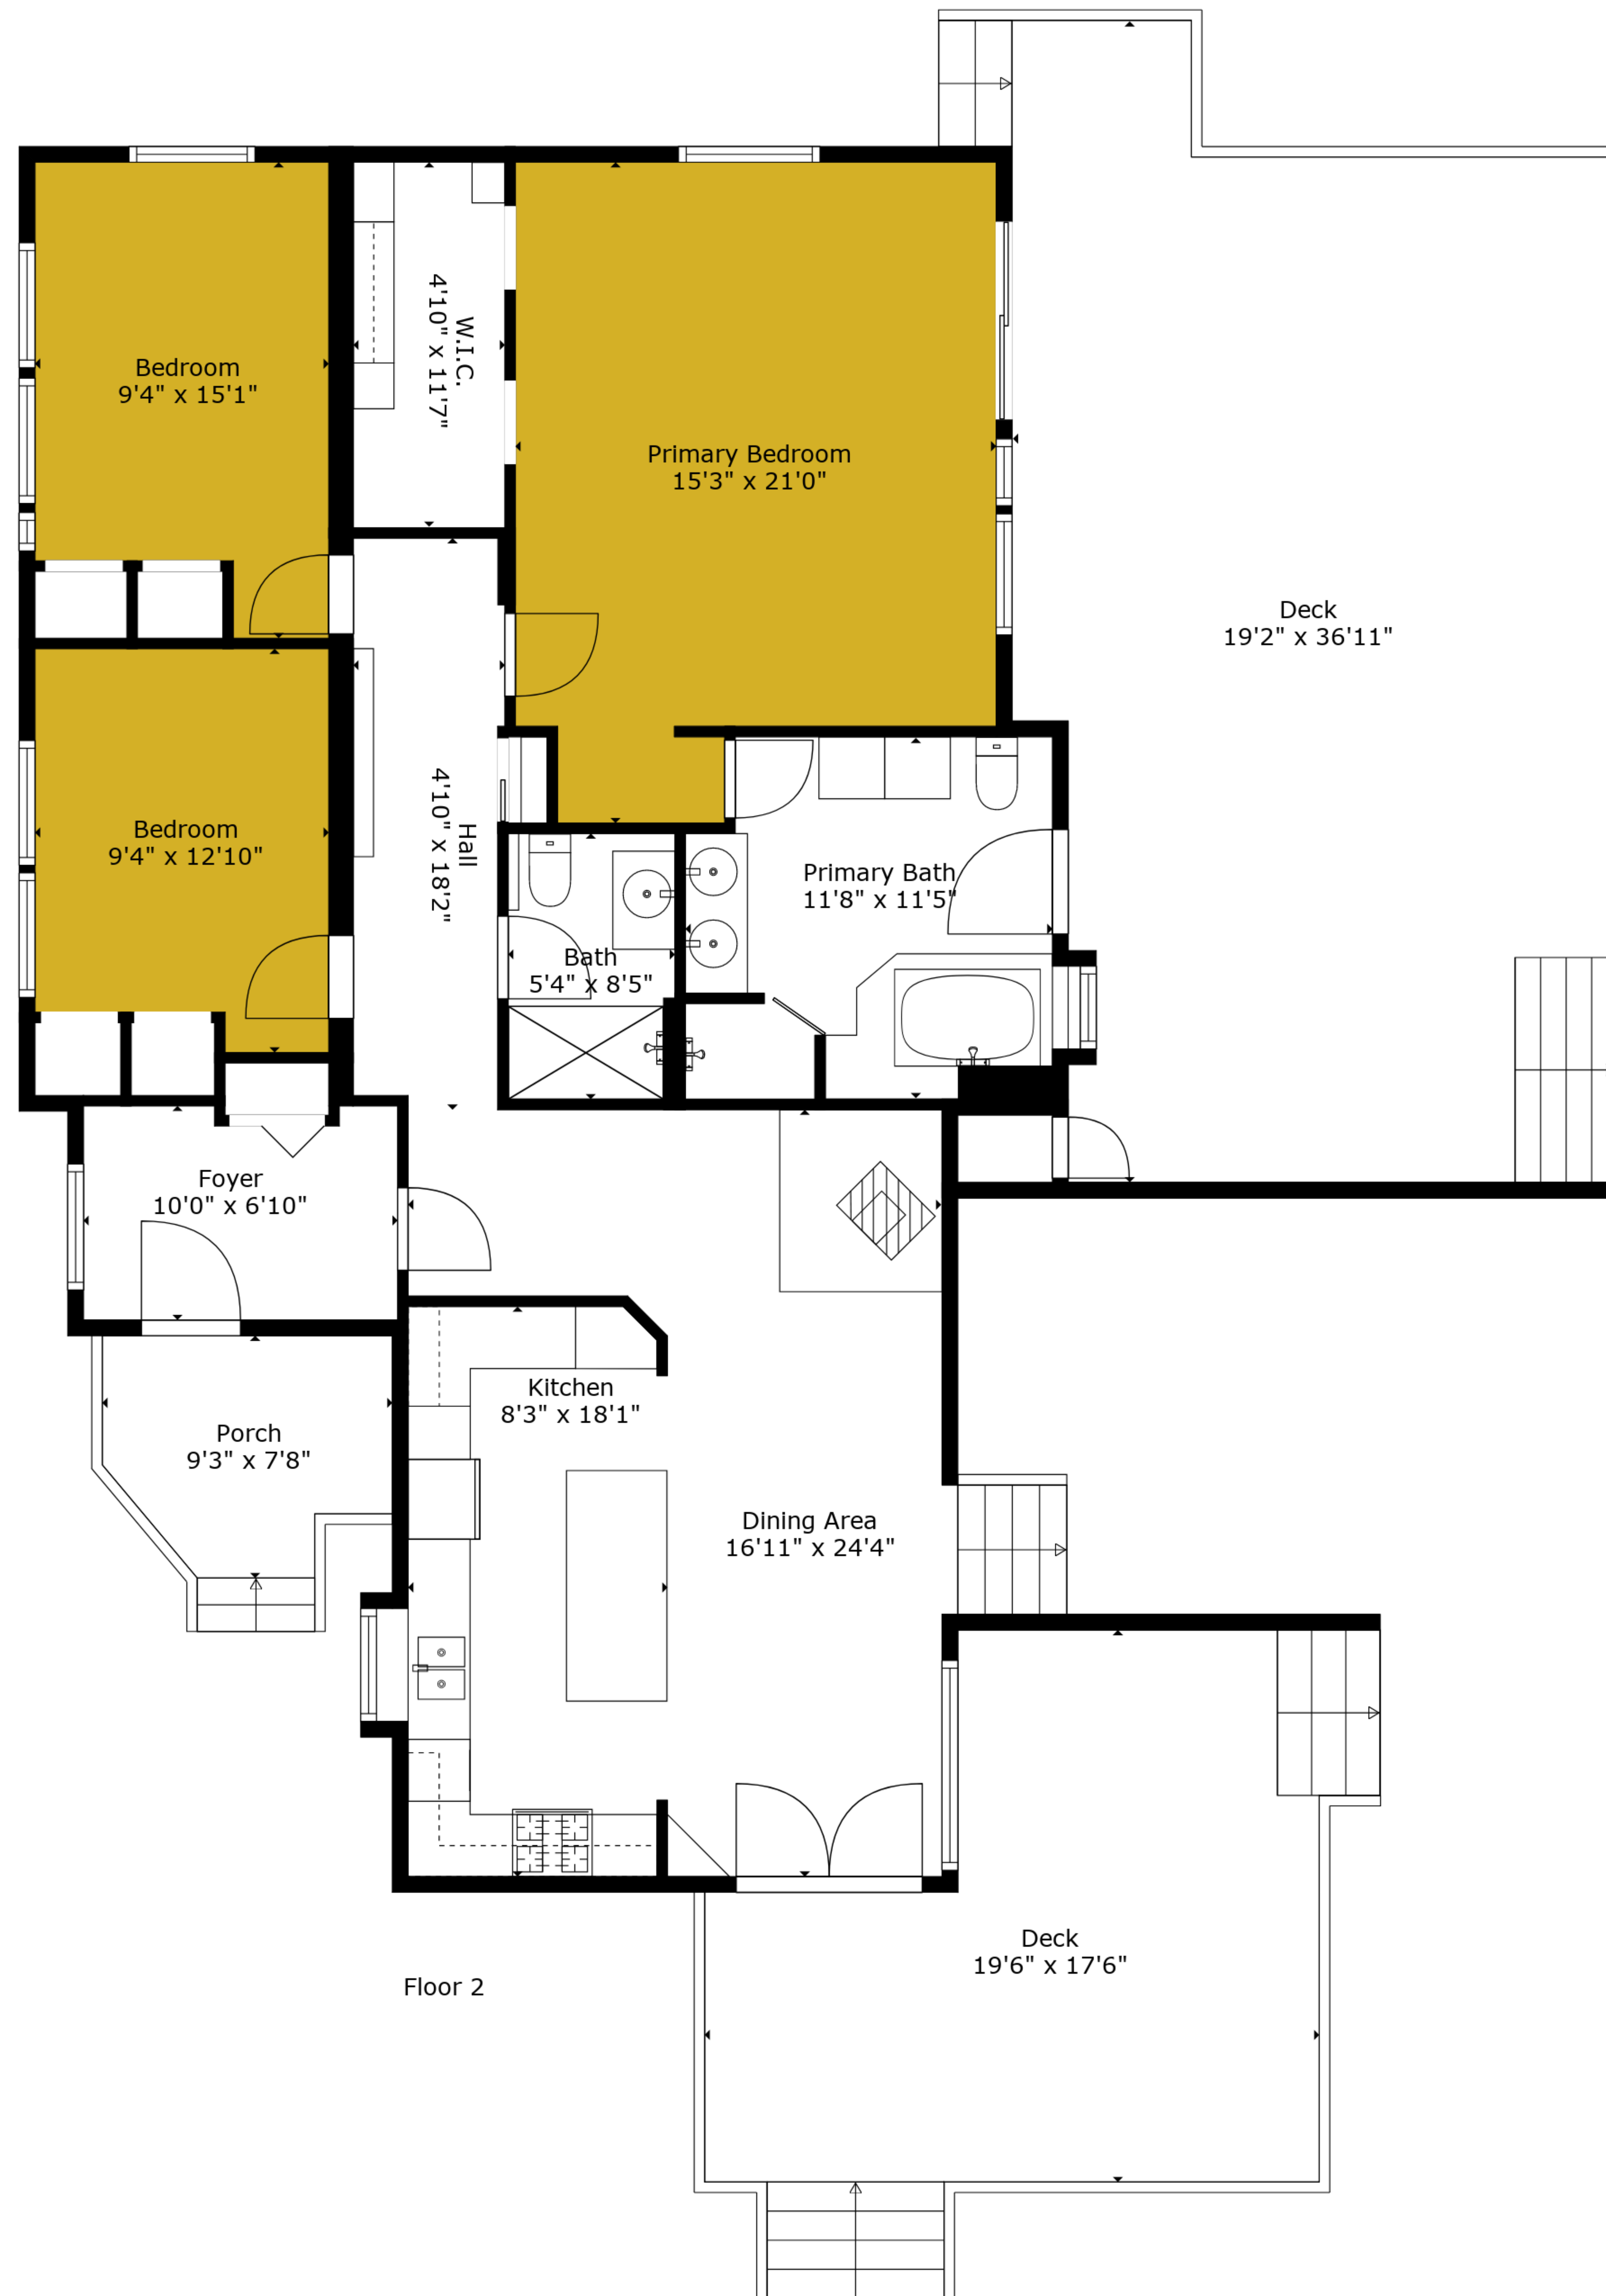 Bedroom
9'4" x 15'1"
W.I.C.
4'10" x 11'7"
Primary Bedroom
15'3" x 21'0"
Deck
19'2" x 36'11"
Bedroom
9'4" x 12'10"
Hall
4'10" x 18'2"
Primary Bath
11'8" x 11'5"
Bath
5'4" x 8'5"
Foyer
10'0" x 6'10"
Kitchen
8'3" x 18'1"
Porch
9'3" x 7'8"
Dining Area
16'11" x 24'4"
Deck
19'6" x 17'6"
Floor 2